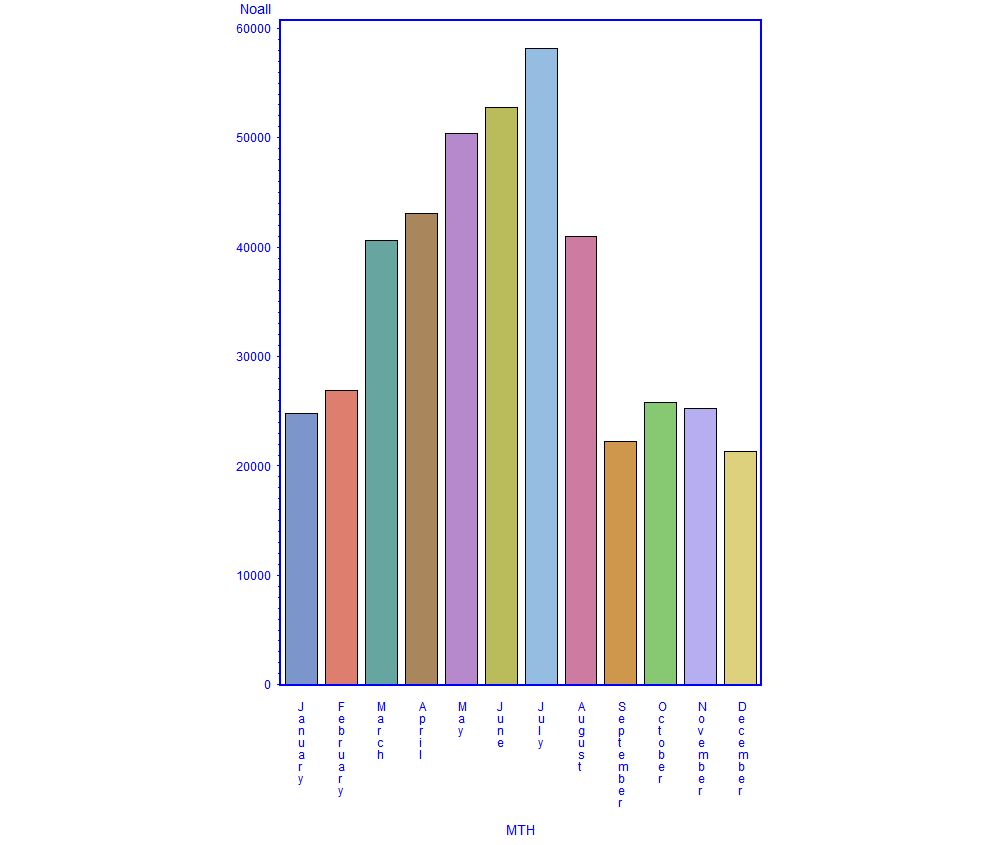 Noall
60000
50000
40000
30000
20000
10000
0
January
February
March
April
May
June
July
August
September
October
November
December
MTH